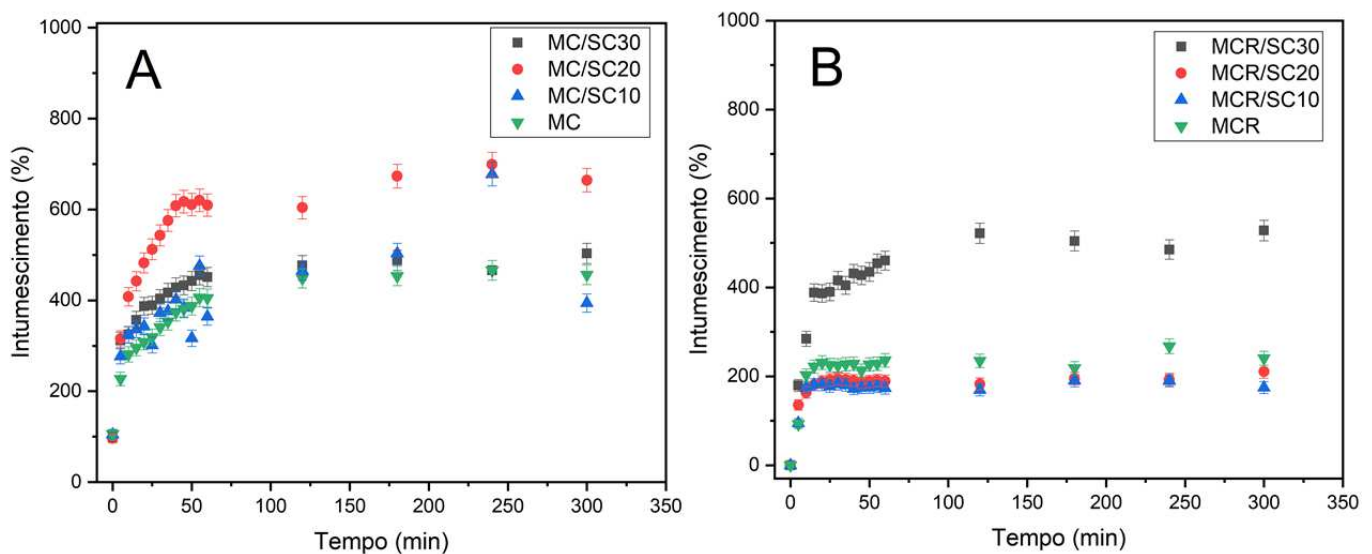 A
MC/SC30
MC/SC20
MC/SC10
MC
Intumescimento (%)
1000
800
600
400
200
0
0 50 100 150 200 250 300 350
Tempo (min)
B
MCR/SC30
MCR/SC20
MCR/SC10
MCR
Intumescimento (%)
1000
800
600
400
200
0
0 50 100 150 200 250 300 350
Tempo (min)